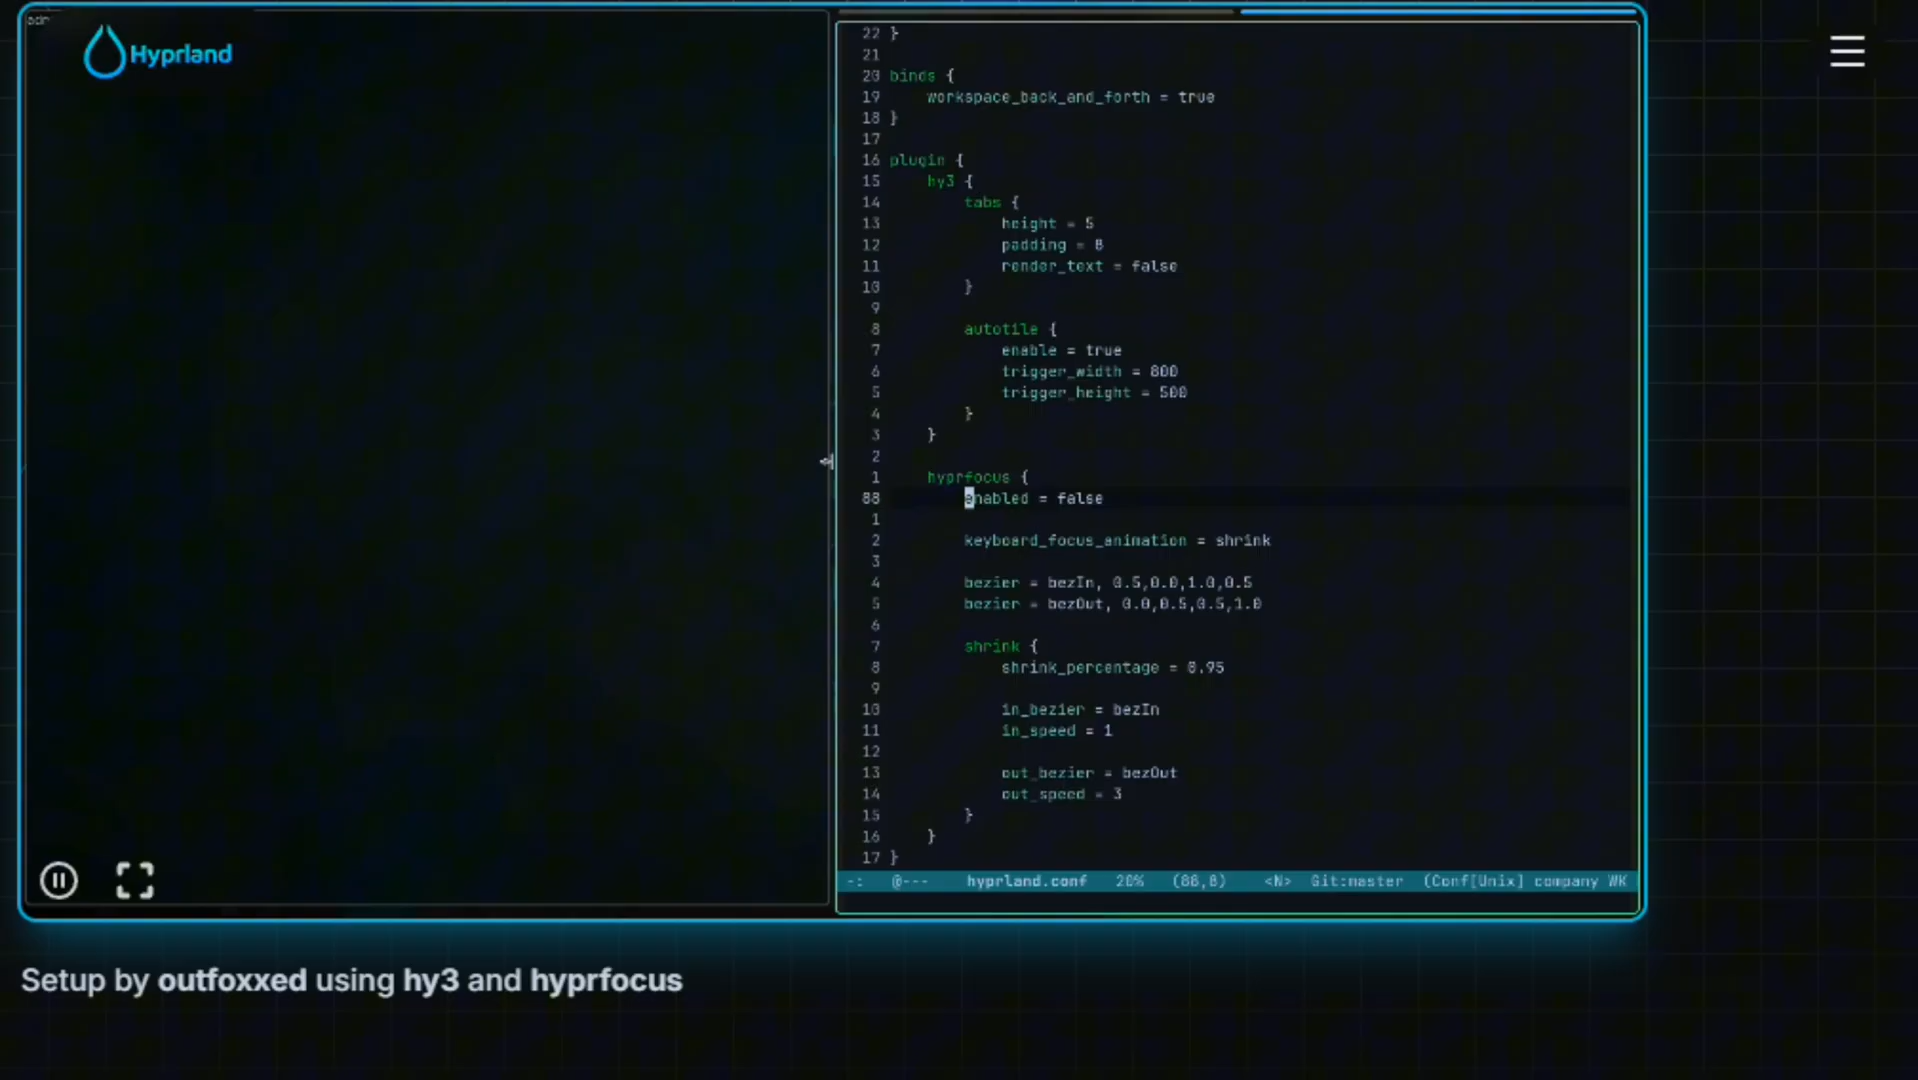 Hyprland
22 }
21
20 binds {
19 workspace_back_and_forth = true
18 }
17
16 plugin {
15 hy3 {
14 tabs {
13 height = 5
12 padding = 8
11 render_text = false
10 }
9
8 autotile {
7 enable = true
6 trigger_width = 800
5 trigger_height = 500
4 }
3 }
2
1 hyprfocus {
88 enabled = false
1
2 keyboard_focus_animation = shrink
3
4 bezier = bezIn, 0.5,0.0,1.0,0.5
5 bezier = bezOut, 0.0,0.5,0.5,1.0
6
7 shrink {
8 shrink_percentage = 0.95
9
10 in_bezier = bezIn
11 in_speed = 1
12
13 out_bezier = bezOut
14 out_speed = 3
15 }
16 }
17 }
-: @--- hyprland.conf 20% (88,8) <N> Git:master (Conf[Unix] company WK
Setup by outfoxxed using hy3 and hyprfocus